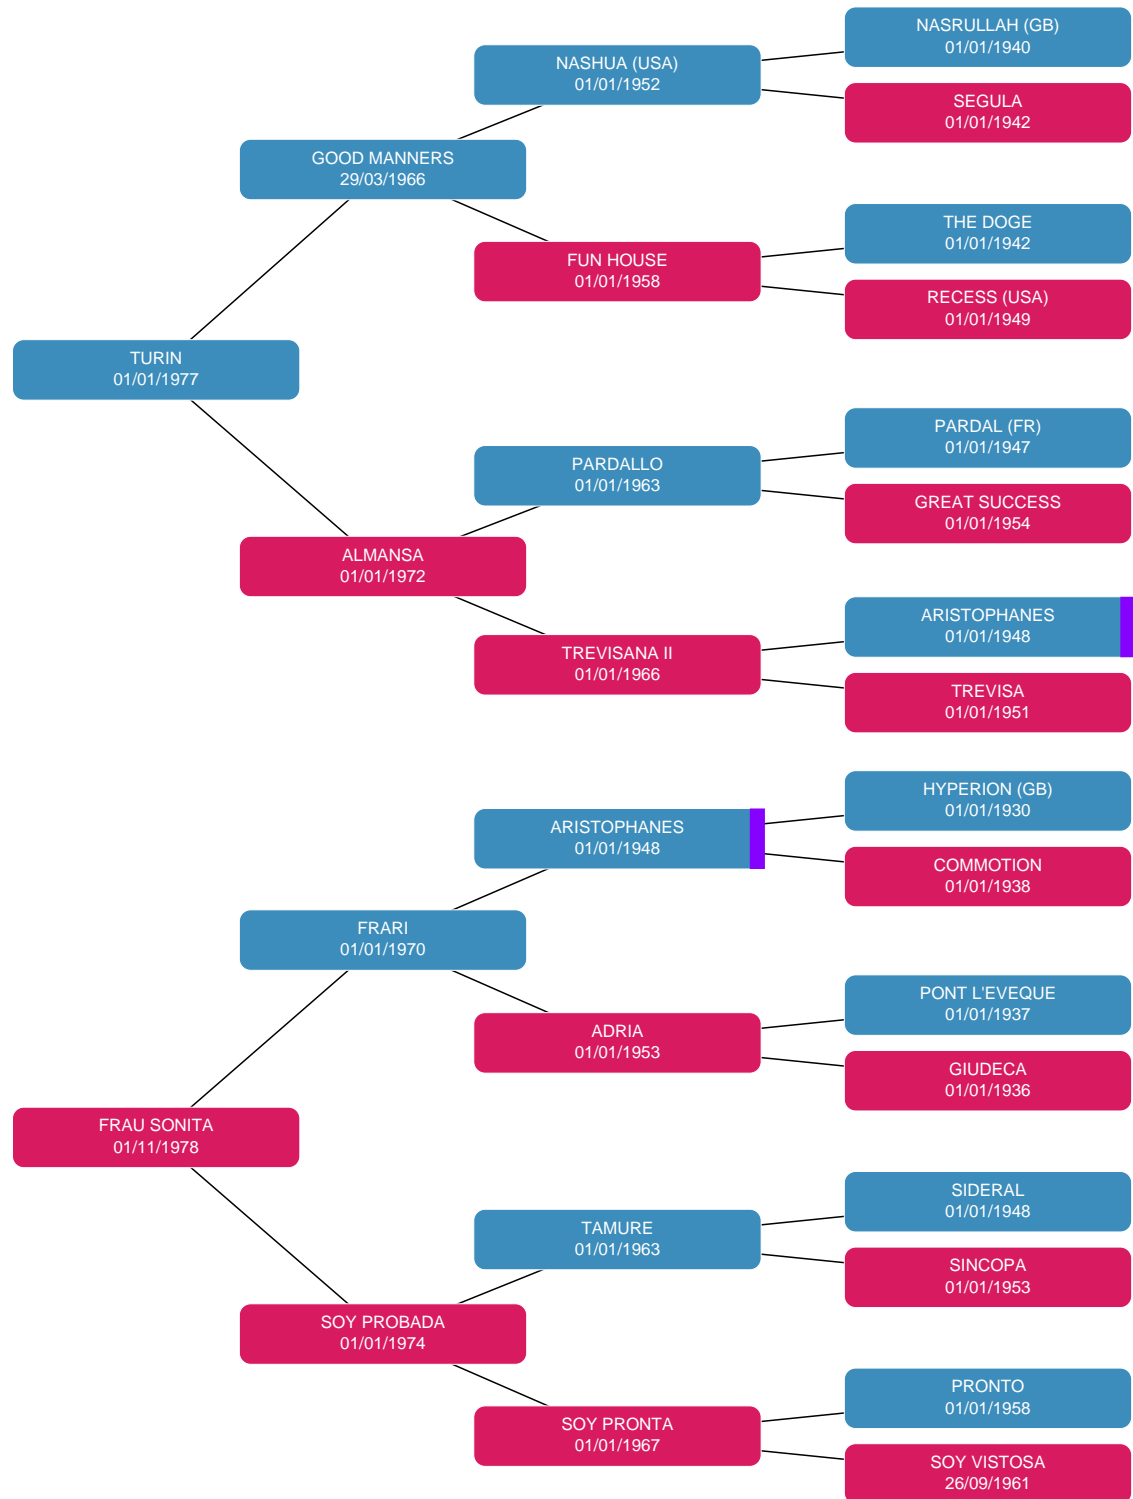 NASRULLAH (GB)
01/01/1940
NASHUA (USA)
01/01/1952
SEGULA
01/01/1942
GOOD MANNERS
29/03/1966
THE DOGE
01/01/1942
FUN HOUSE
01/01/1958
RECESS (USA)
01/01/1949
TURIN
01/01/1977
PARDAL (FR)
01/01/1947
PARDALLO
01/01/1963
GREAT SUCCESS
01/01/1954
ALMANSA
01/01/1972
ARISTOPHANES
01/01/1948
TREVISANA II
01/01/1966
TREVISA
01/01/1951
HYPERION (GB)
01/01/1930
ARISTOPHANES
01/01/1948
COMMOTION
01/01/1938
FRARI
01/01/1970
PONT L'EVEQUE
01/01/1937
ADRIA
01/01/1953
GIUDECA
01/01/1936
FRAU SONITA
01/11/1978
SIDERAL
01/01/1948
TAMURE
01/01/1963
SINCOPA
01/01/1953
SOY PROBADA
01/01/1974
PRONTO
01/01/1958
SOY PRONTA
01/01/1967
SOY VISTOSA
26/09/1961